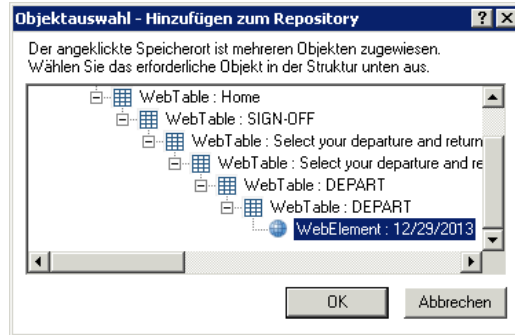 Objektauswahl - Hinzufügen zum Repository
Der angeklickte Speicherort ist mehreren Objekten zugewiesen.
Wählen Sie das erforderliche Objekt in der Struktur unten aus.
WebTable : Home
WebTable : SIGN-OFF
WebTable : Select your departure and return
WebTable : Select your departure and re
WebTable : DEPART
WebTable : DEPART
WebElement : 12/29/2013
OK Abbrechen